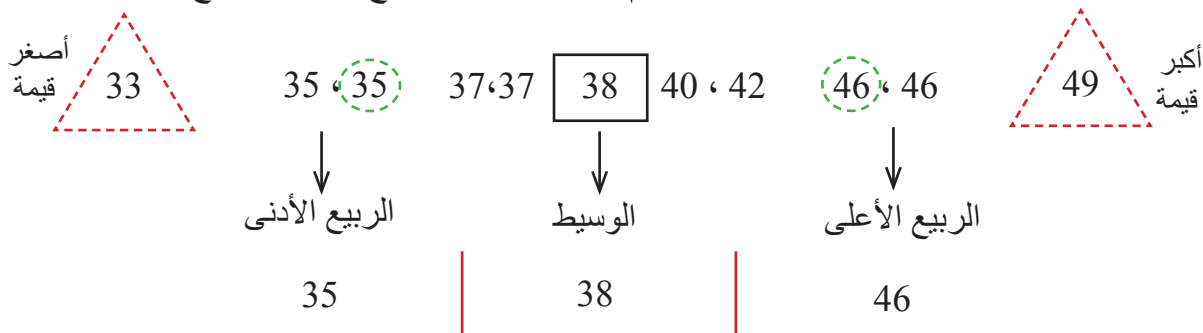 أصغر
قيمة
33
35 ، 35
37،37
38
40 ، 42
46 ، 46
49
أكبر
قيمة
الربيع الأدنى
الوسيط
الربيع الأعلى
35
38
46